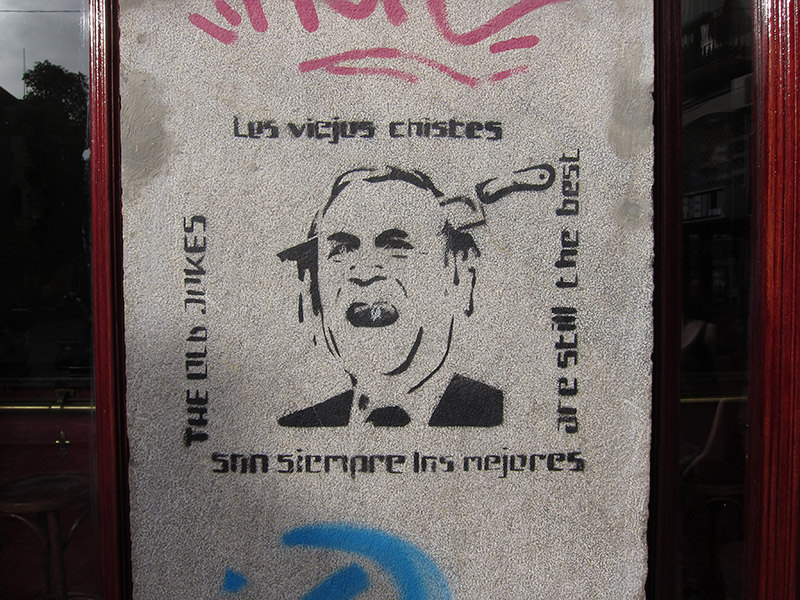 Los viejos chistes
THE OLD JOKES
are still the best
son siempre los mejores